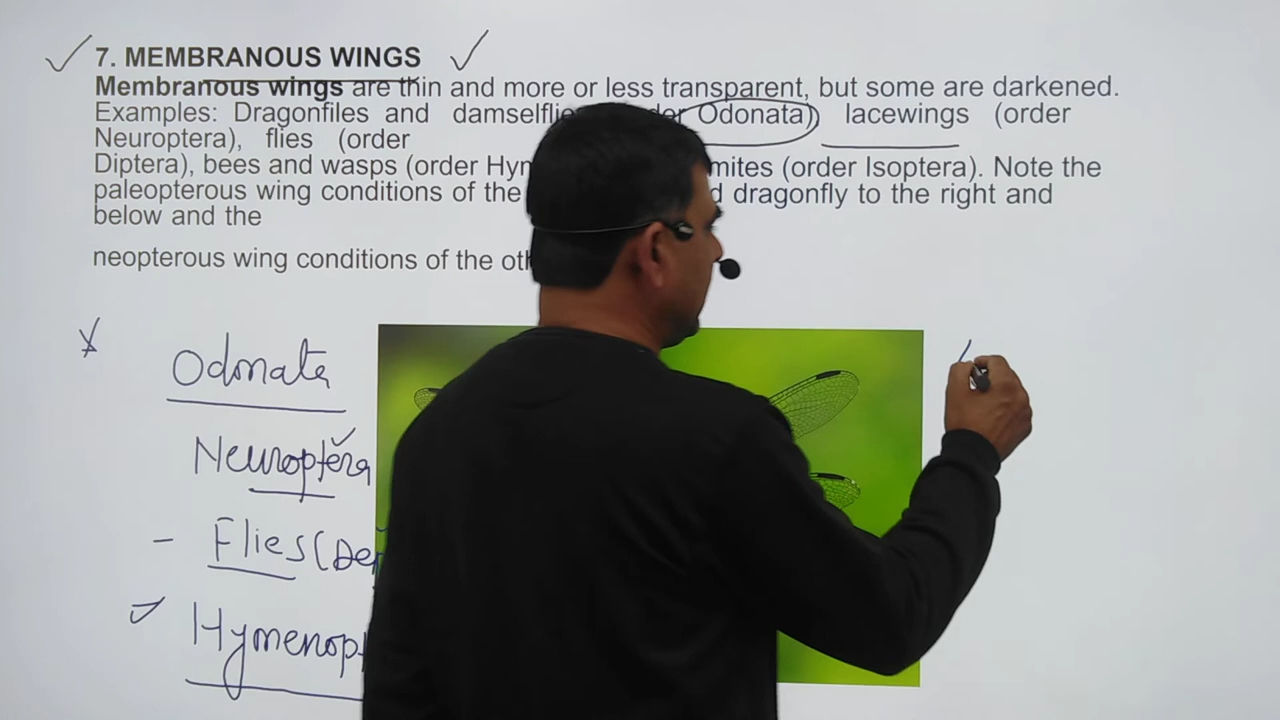 7. MEMBRANOUS WINGS
Membranous wings are thin and more or less transparent, but some are darkened.
Examples: Dragonfiles and damselflie Odonata) lacewings (order
Neuroptera), flies (order
Diptera), bees and wasps (order Hym mites (order Isoptera). Note the
paleopterous wing conditions of the d dragonfly to the right and
below and the
neopterous wing conditions of the oth
Odonata
Neuroptera
- Flies (
Hymenop